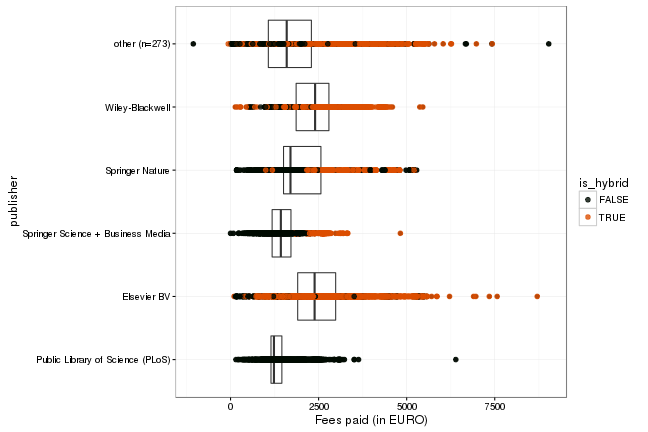 other (n=273)
Wiley-Blackwell
Springer Nature
Springer Science + Business Media
Elsevier BV
Public Library of Science (PLoS)
publisher
0 2500 5000 7500
Fees paid (in EURO)
is_hybrid
FALSE
TRUE